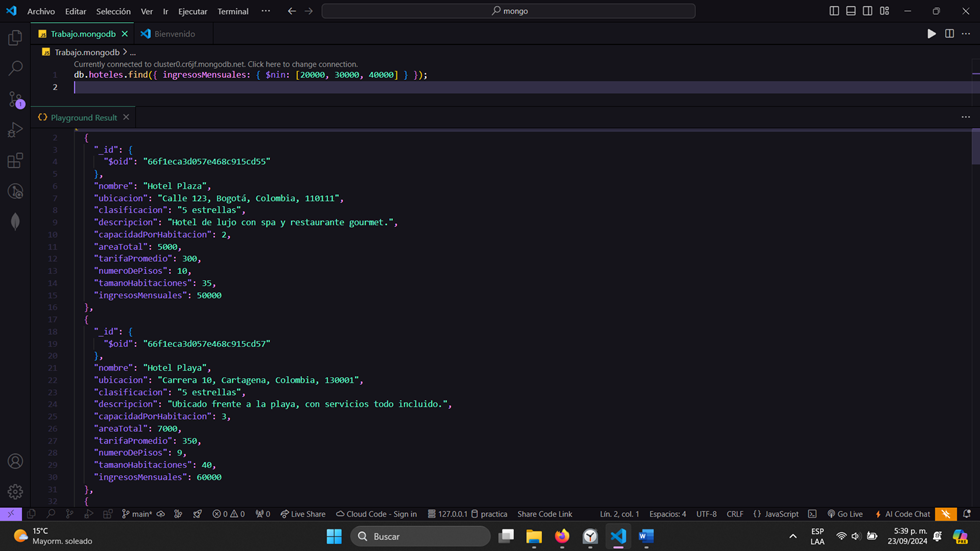 Archivo Editar Selección Ver Ir Ejecutar Terminal ··· mongo
Trabajo.mongodb Bienvenido
Trabajo.mongodb > ...
Currently connected to cluster0.cr6jf.mongodb.net. Click here to change connection.
1 db.hoteles.find({ ingresosMensuales: { $nin: [20000, 30000, 40000] } });
2
Playground Result
2 {
3 "_id": {
4 "$oid": "66f1eca3d057e468c915cd55"
5 },
6 "nombre": "Hotel Plaza",
7 "ubicacion": "Calle 123, Bogotá, Colombia, 110111",
8 "clasificacion": "5 estrellas",
9 "descripcion": "Hotel de lujo con spa y restaurante gourmet.",
10 "capacidadPorHabitacion": 2,
11 "areaTotal": 5000,
12 "tarifaPromedio": 300,
13 "numeroDePisos": 10,
14 "tamanoHabitaciones": 35,
15 "ingresosMensuales": 50000
16 },
17 {
18 "_id": {
19 "$oid": "66f1eca3d057e468c915cd57"
20 },
21 "nombre": "Hotel Playa",
22 "ubicacion": "Carrera 10, Cartagena, Colombia, 130001",
23 "clasificacion": "5 estrellas",
24 "descripcion": "Ubicado frente a la playa, con servicios todo incluido.",
25 "capacidadPorHabitacion": 3,
26 "areaTotal": 7000,
27 "tarifaPromedio": 350,
28 "numeroDePisos": 9,
29 "tamanoHabitaciones": 40,
30 "ingresosMensuales": 60000
31 },
32 {
main* 0 0 0 Live Share Cloud Code - Sign in 127.0.0.1 practica Share Code Link Lín. 2, col. 1 Espacios: 4 UTF-8 CRLF {} JavaScript Go Live AI Code Chat
15°C
Mayorm. soleado
Buscar
ESP
LAA
5:39 p. m.
23/09/2024